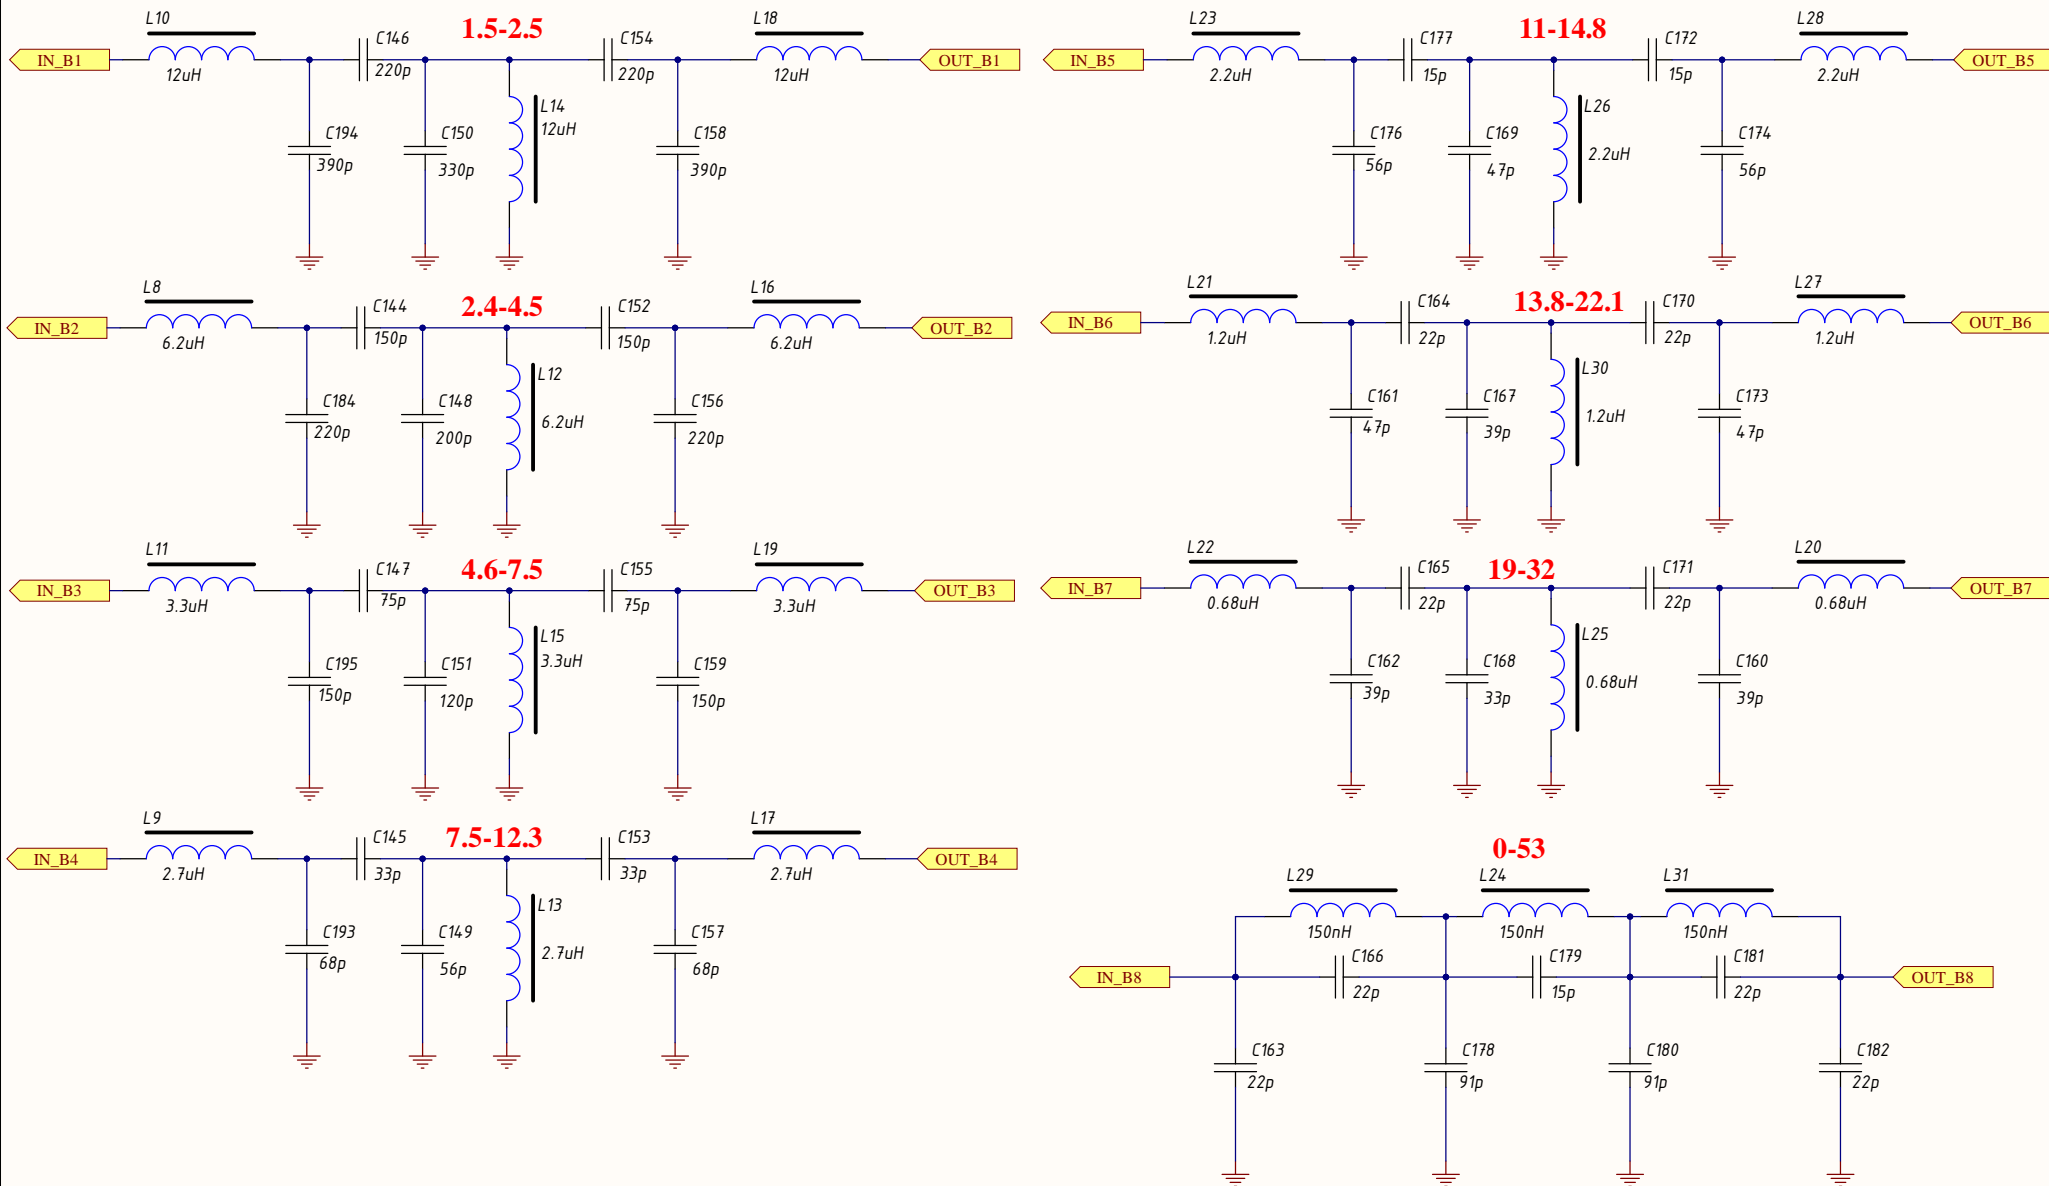 L10
1.5-2.5
L18
C146
C154
IN_B1
OUT_B1
12uH
220p
220p
12uH
L14
12uH
C194
C150
C158
390p
330p
390p
L23
11-14.8
L28
C177
C172
IN_B5
OUT_B5
2.2uH
15p
15p
2.2uH
L26
C176
C169
C174
2.2uH
56p
47p
56p
L8
2.4-4.5
L16
C144
C152
IN_B2
OUT_B2
6.2uH
150p
150p
6.2uH
L12
C184
C148
C156
6.2uH
220p
200p
220p
L21
13.8-22.1
L27
C164
C170
IN_B6
OUT_B6
1.2uH
22p
22p
1.2uH
L30
C161
C167
C173
1.2uH
47p
39p
47p
L11
4.6-7.5
L19
C147
C155
IN_B3
OUT_B3
3.3uH
75p
75p
3.3uH
L15
3.3uH
C195
C151
C159
150p
120p
150p
L22
19-32
L20
C165
C171
IN_B7
OUT_B7
0.68uH
22p
22p
0.68uH
L25
C162
C168
C160
0.68uH
39p
33p
39p
L9
7.5-12.3
L17
C145
C153
IN_B4
OUT_B4
2.7uH
33p
33p
2.7uH
L13
C193
C149
C157
2.7uH
68p
56p
68p
0-53
L29
L24
L31
150nH
150nH
150nH
C166
C179
C181
IN_B8
OUT_B8
22p
15p
22p
C163
C178
C180
C182
22p
91p
91p
22p